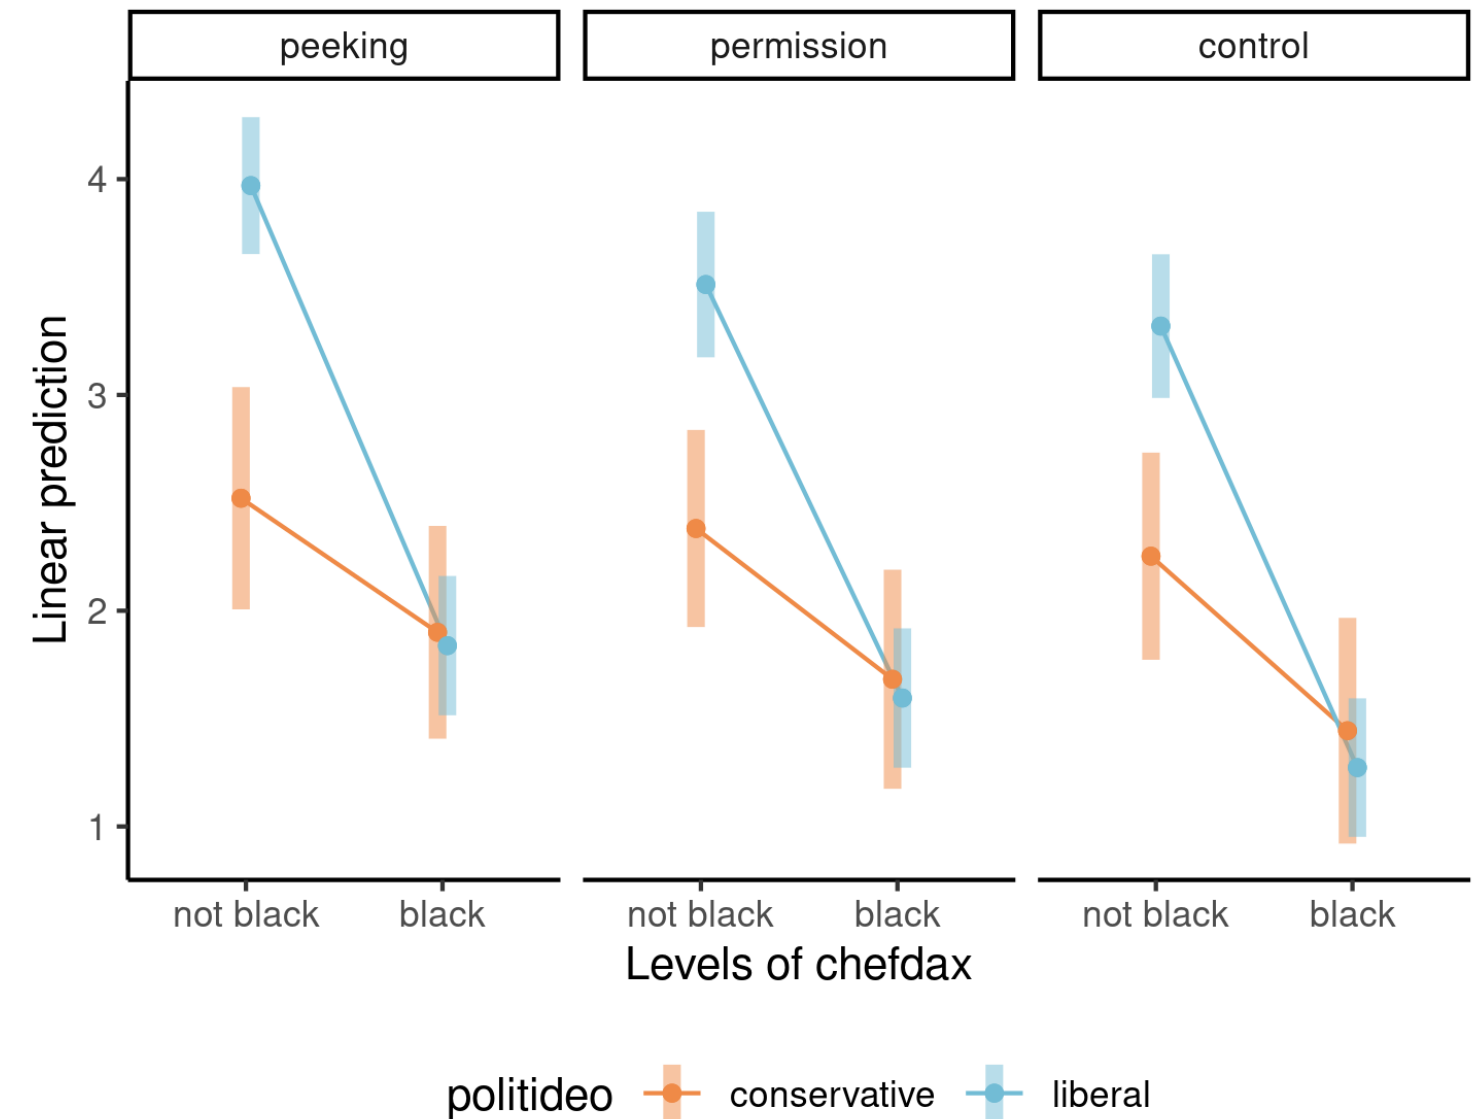 peeking permission control
Linear prediction
4
3
2
1
not black black not black black not black black
Levels of chefdax
politideo conservative liberal